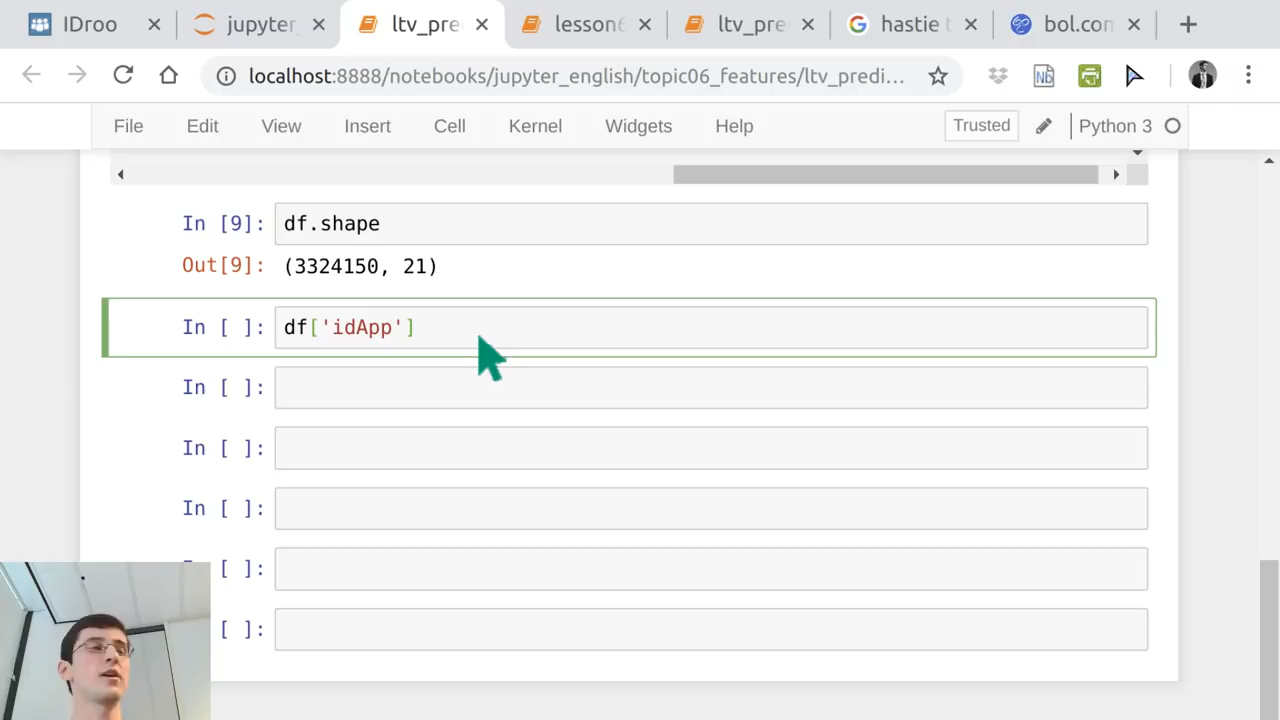 IDroo jupyter_ ltv_pre lesson6 ltv_pre hastie t bol.com
localhost:8888/notebooks/jupyter_english/topic06_features/ltv_predi...
File Edit View Insert Cell Kernel Widgets Help Trusted Python 3
In [9]: df.shape
Out[9]: (3324150, 21)
In [ ]: df['idApp']
In [ ]:
In [ ]:
In [ ]:
[ ]:
[ ]: